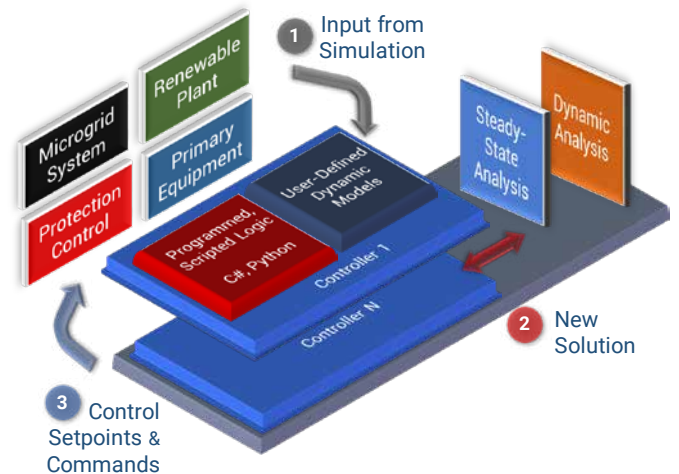 1 Input from
Simulation
Renewable
Plant
Microgrid
System
Primary
Equipment
Protection
Control
Steady-
State
Analysis
Dynamic
Analysis
User-Defined
Dynamic
Models
Programmed,
Scripted Logic
C#, Python
Controller 1
Controller N
2 New
Solution
3 Control
Setpoints &
Commands